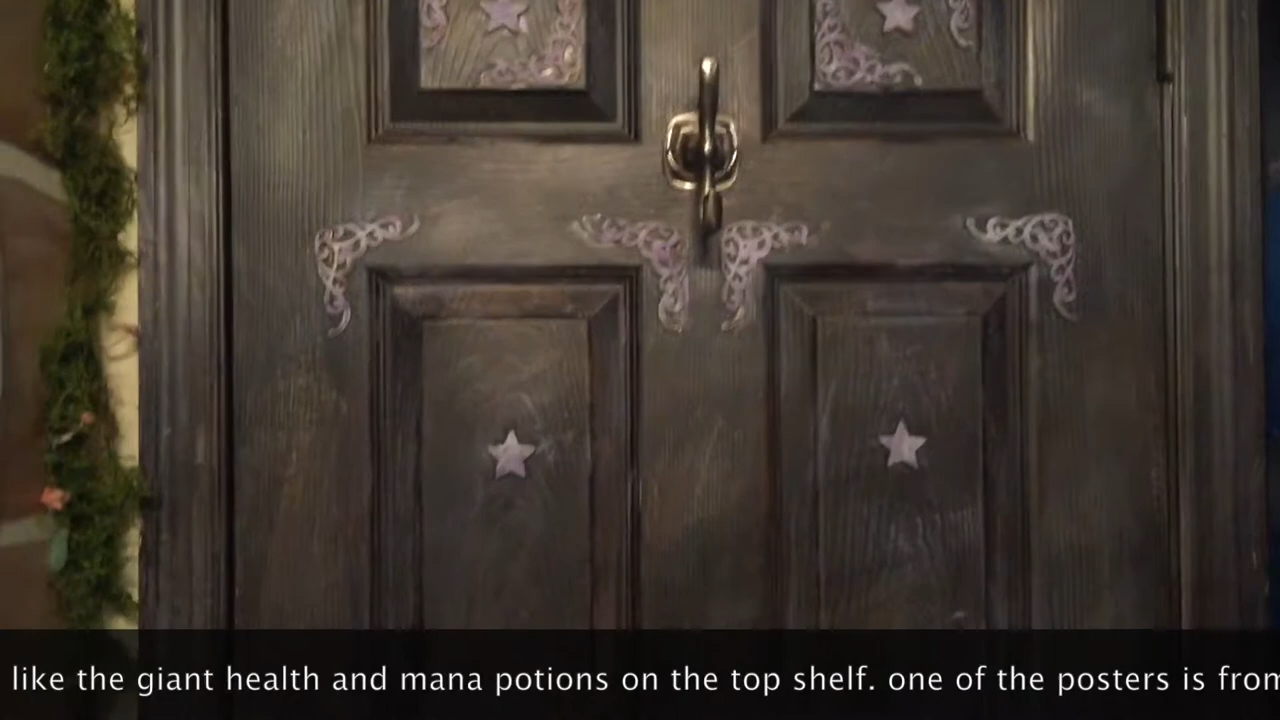 like the giant health and mana potions on the top shelf. one of the posters is from